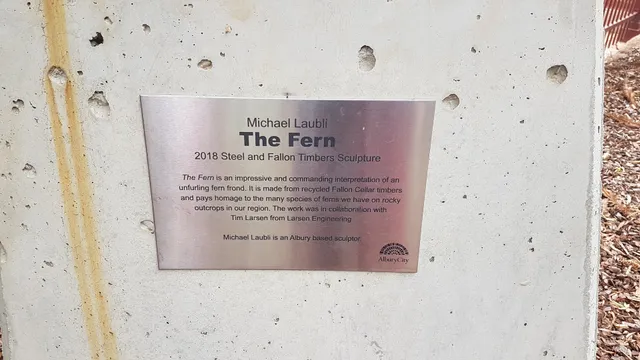 Michael Laubli
The Fern
2018 Steel and Fallon Timbers Sculpture
The Fern is an impressive and commanding interpretation of an
unfurling fern frond. It is made from recycled Fallon Cellar timbers
and pays homage to the many species of ferns we have on rocky
outcrops in our region. The work was in collaboration with
Tim Larsen from Larsen Engineering
Michael Laubli is an Albury based sculptor.
AlburyCity